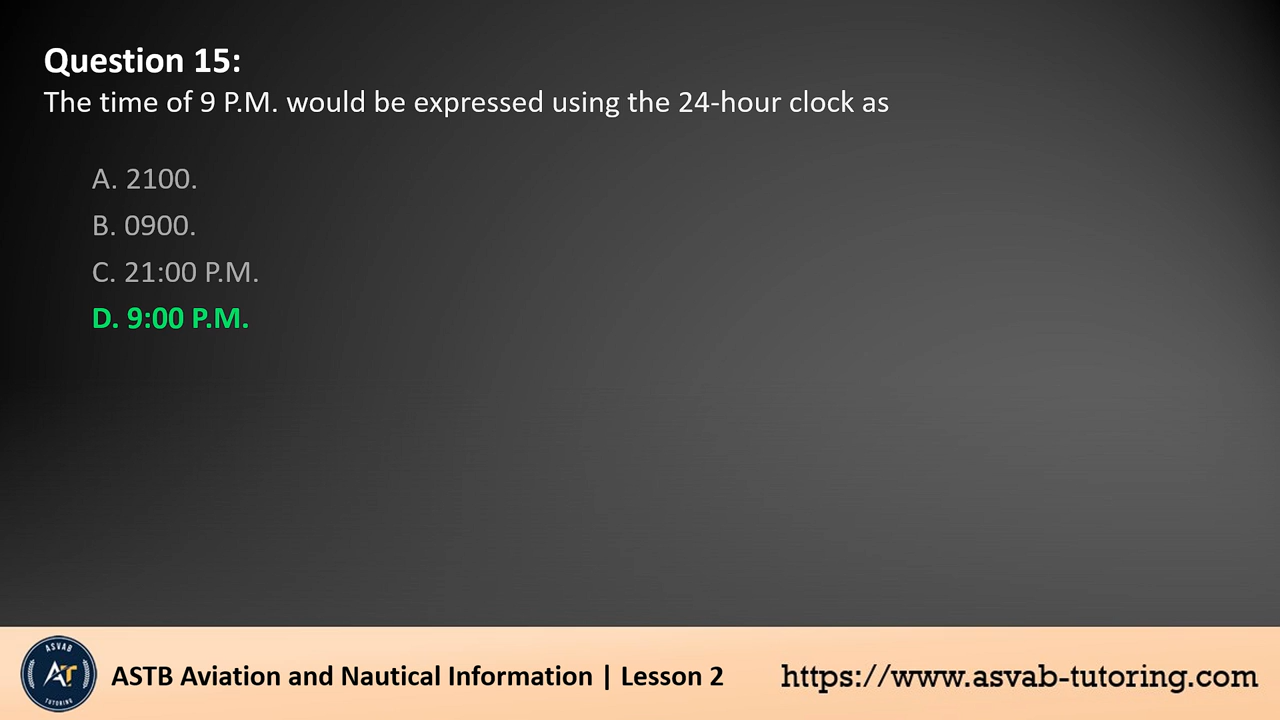 Question 15:
The time of 9 P.M. would be expressed using the 24-hour clock as
A. 2100.
B. 0900.
C. 21:00 P.M.
D. 9:00 P.M.
ASVAB
AT
TUTORING
ASTB Aviation and Nautical Information | Lesson 2
https://www.asvab-tutoring.com